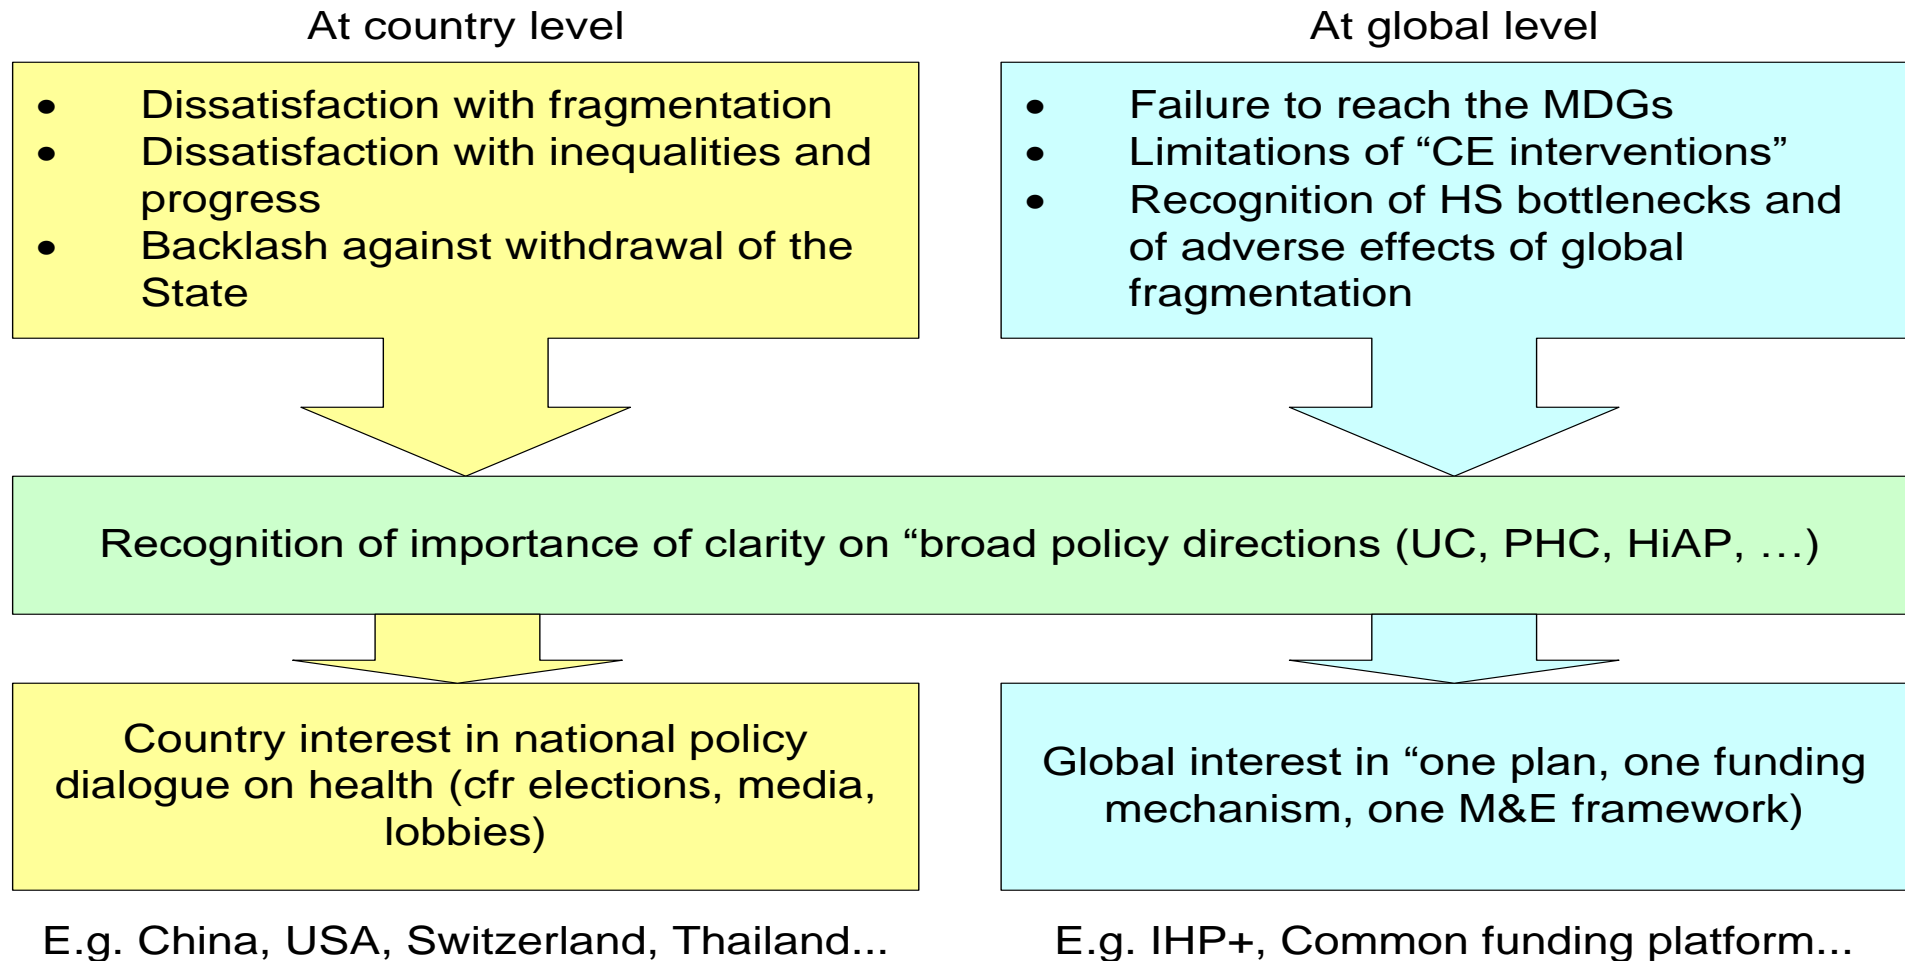 At country level
• Dissatisfaction with fragmentation
• Dissatisfaction with inequalities and
progress
• Backlash against withdrawal of the
State
At global level
• Failure to reach the MDGs
• Limitations of “CE interventions”
• Recognition of HS bottlenecks and
of adverse effects of global
fragmentation
Recognition of importance of clarity on “broad policy directions (UC, PHC, HiAP, …)
Country interest in national policy
dialogue on health (cfr elections, media,
lobbies)
Global interest in “one plan, one funding
mechanism, one M&E framework)
E.g. China, USA, Switzerland, Thailand...
E.g. IHP+, Common funding platform...